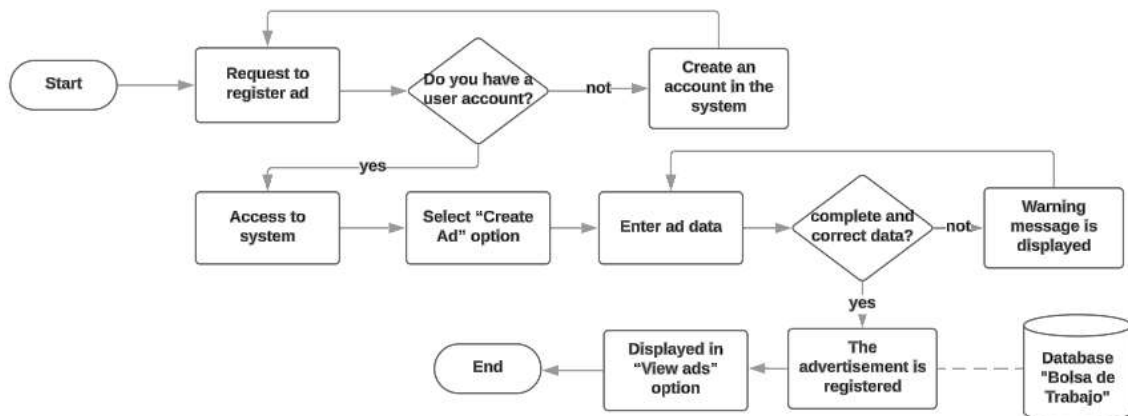 Start
Request to
register ad
Do you have a
user account?
not
Create an
account in the
system
yes
Access to
system
Select “Create
Ad” option
Enter ad data
complete and
correct data?
not
Warning
message is
displayed
yes
End
Displayed in
“View ads”
option
The
advertisement is
registered
Database
"Bolsa de
Trabajo"